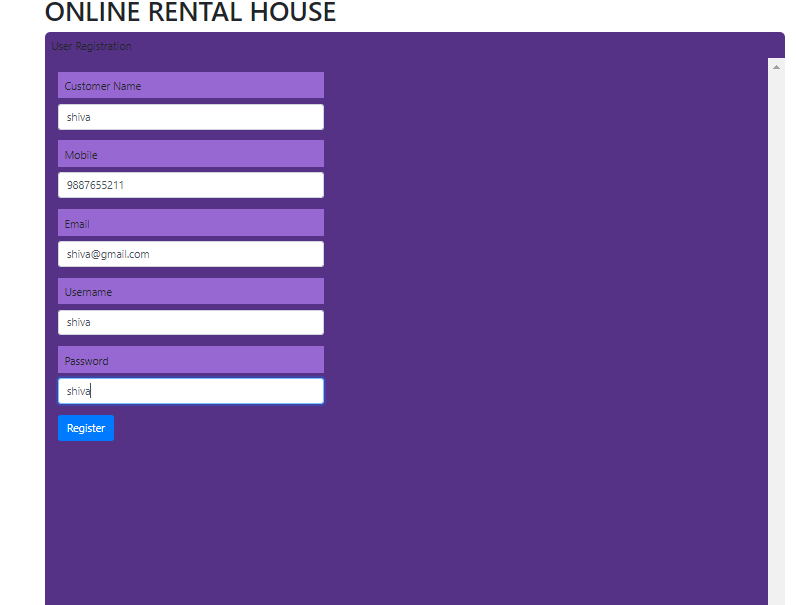 ONLINE RENTAL HOUSE
User Registration
Customer Name
shiva
Mobile
9887655211
Email
shiva@gmail.com
Username
shiva
Password
shiva
Register